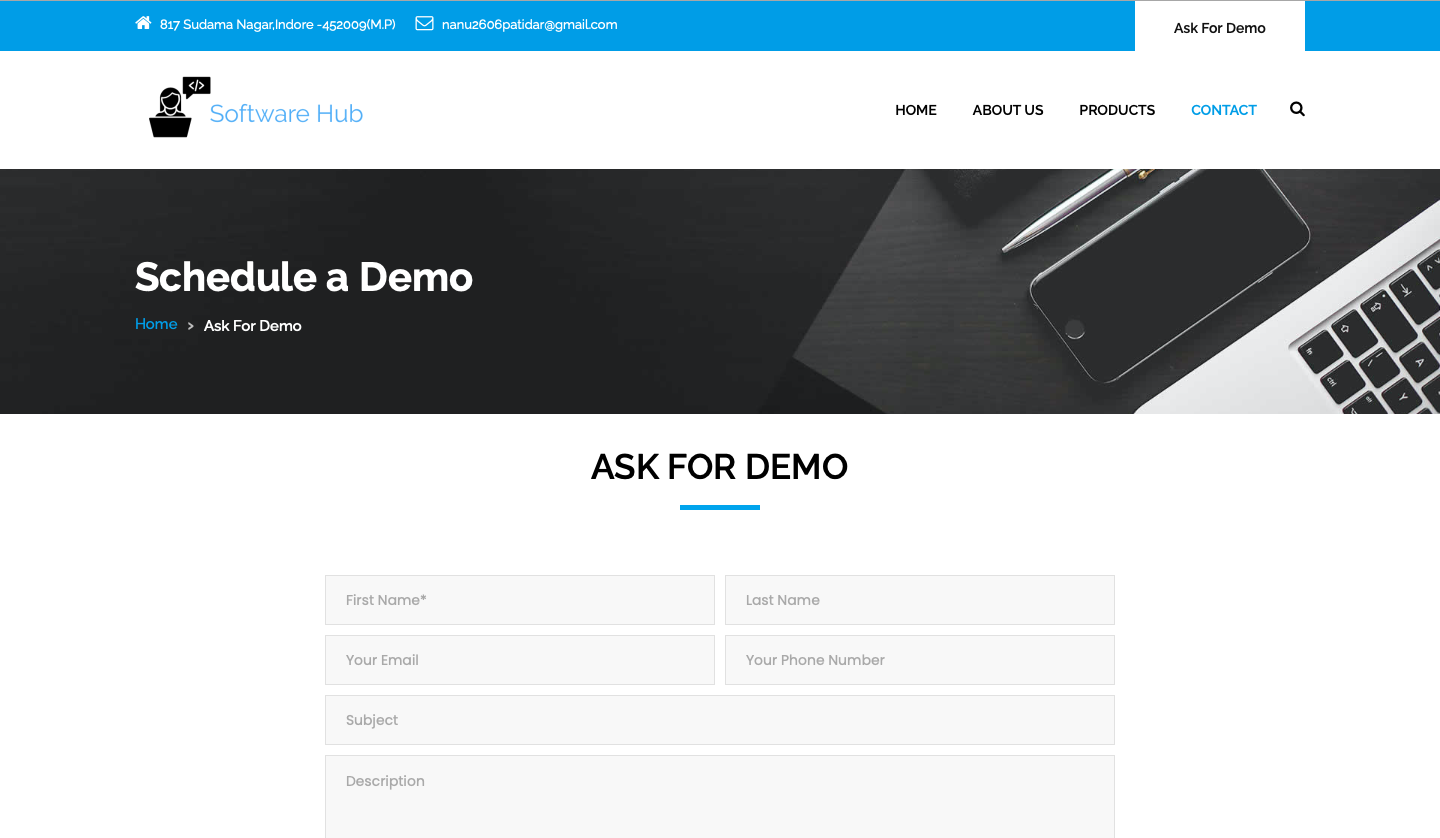 817 Sudama Nagar,Indore -452009(M.P) nanu2606patidar@gmail.com Ask For Demo
</>
Software Hub
HOME ABOUT US PRODUCTS CONTACT
Schedule a Demo
Home > Ask For Demo
ASK FOR DEMO
First Name* Last Name
Your Email Your Phone Number
Subject
Description